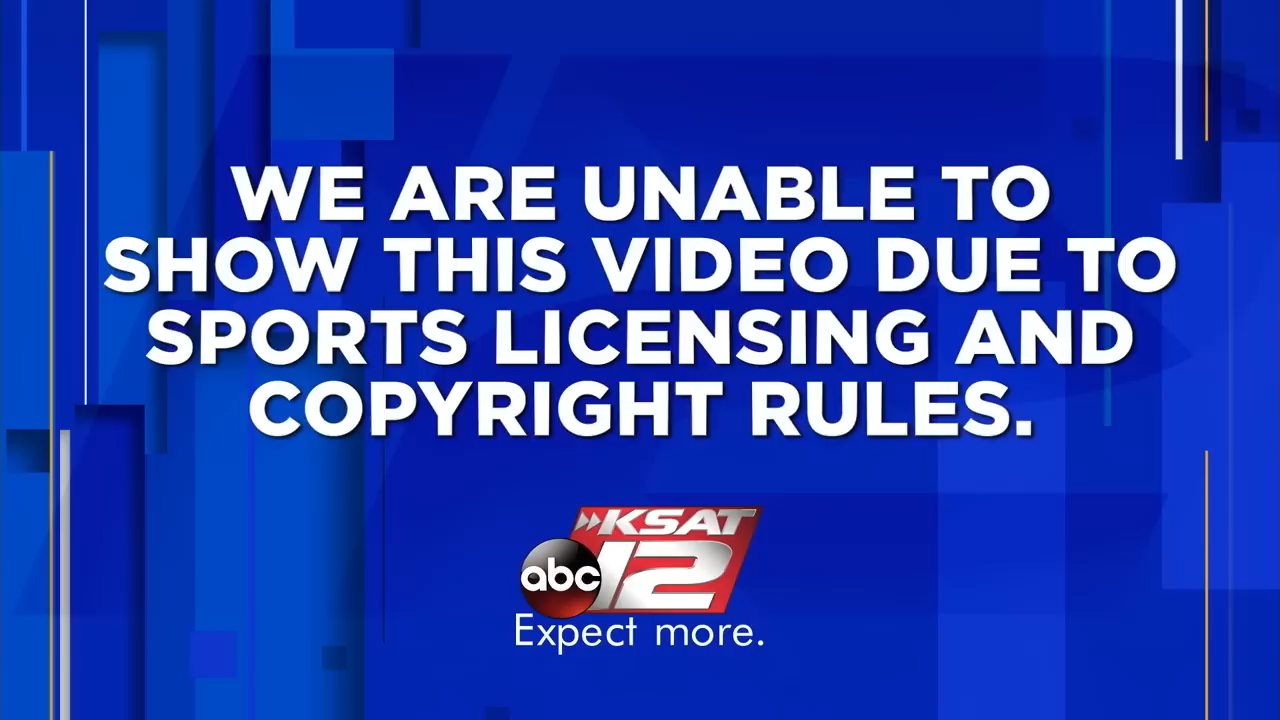 WE ARE UNABLE TO
SHOW THIS VIDEO DUE TO
SPORTS LICENSING AND
COPYRIGHT RULES.
KSAT
abc 12
Expect more.